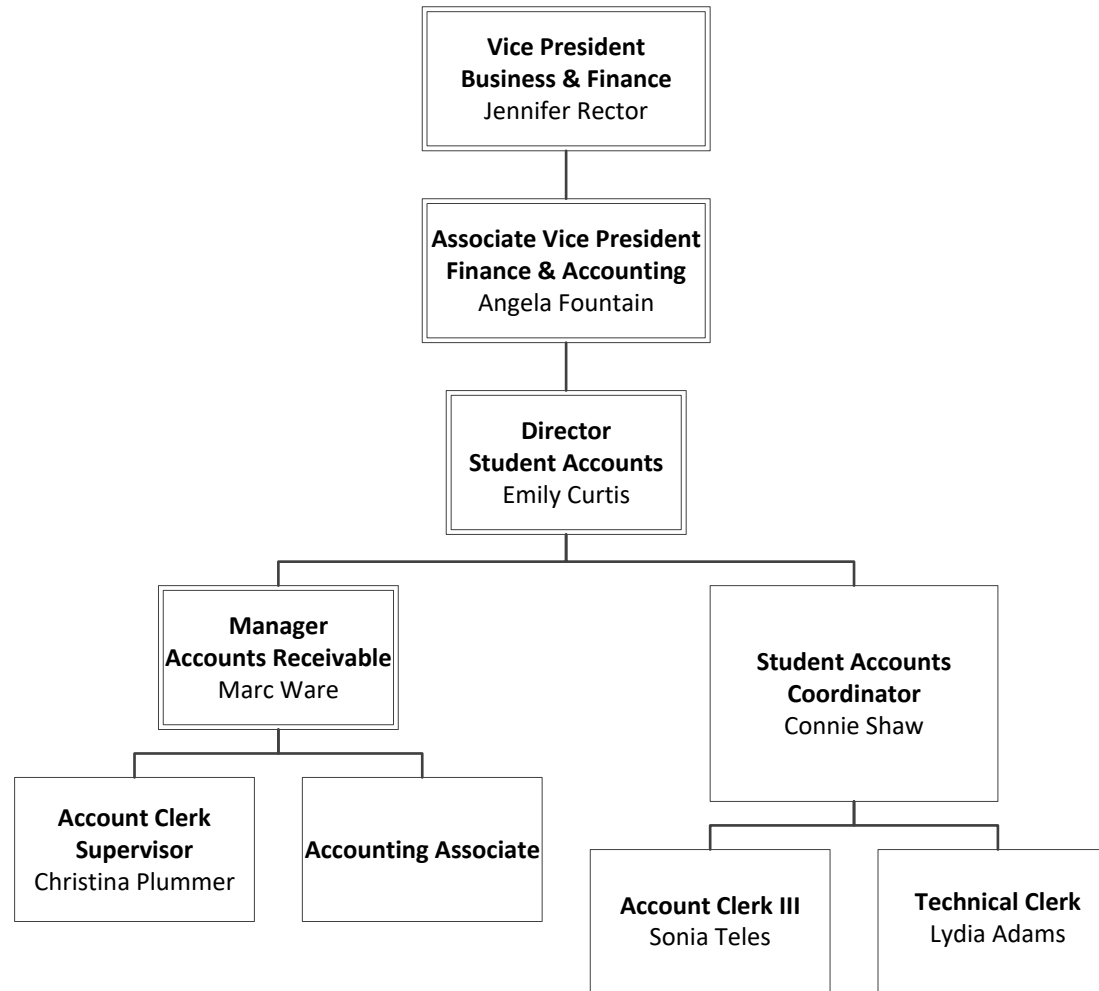 Vice President
Business & Finance
Jennifer Rector
Associate Vice President
Finance & Accounting
Angela Fountain
Director
Student Accounts
Emily Curtis
Manager
Accounts Receivable
Marc Ware
Student Accounts
Coordinator
Connie Shaw
Account Clerk
Supervisor
Christina Plummer
Accounting Associate
Account Clerk III
Sonia Teles
Technical Clerk
Lydia Adams